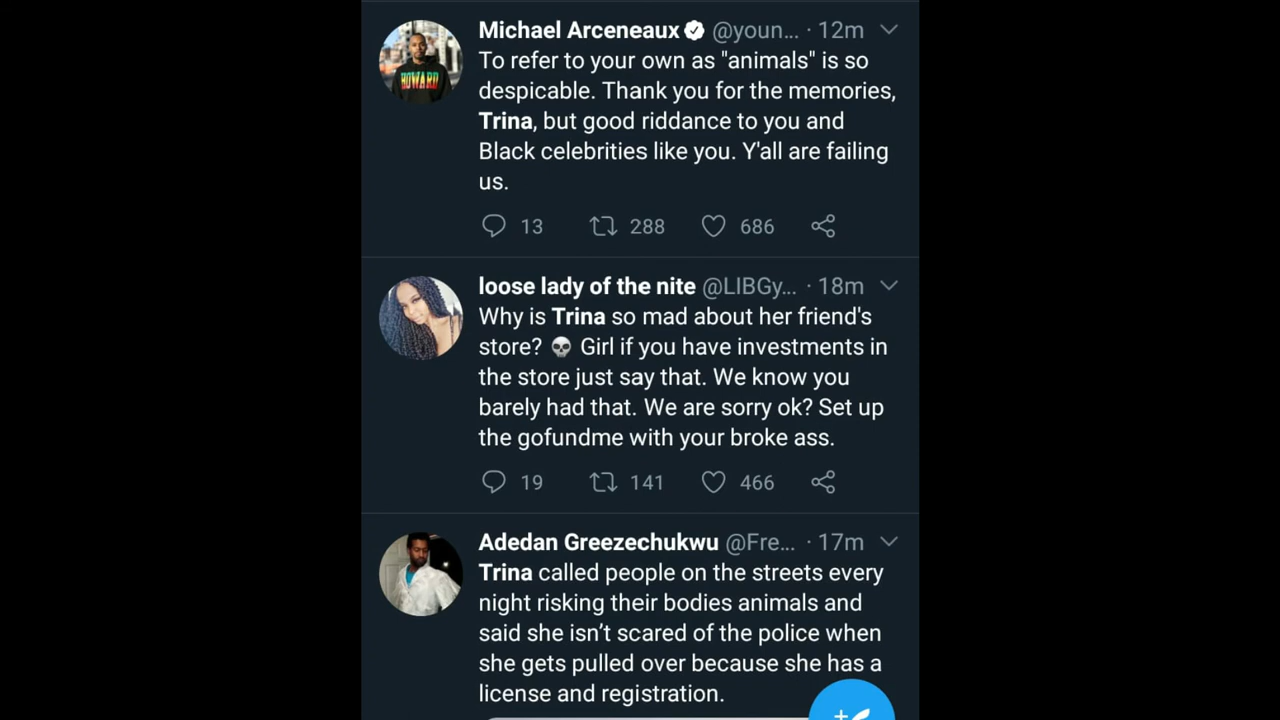 Michael Arceneaux @youn... · 12m
To refer to your own as "animals" is so
despicable. Thank you for the memories,
Trina, but good riddance to you and
Black celebrities like you. Y'all are failing
us.
13 288 686
loose lady of the nite @LIBGy... · 18m
Why is Trina so mad about her friend's
store? 💀 Girl if you have investments in
the store just say that. We know you
barely had that. We are sorry ok? Set up
the gofundme with your broke ass.
19 141 466
Adedan Greezechukwu @Fre... · 17m
Trina called people on the streets every
night risking their bodies animals and
said she isn’t scared of the police when
she gets pulled over because she has a
license and registration.
HOWARD